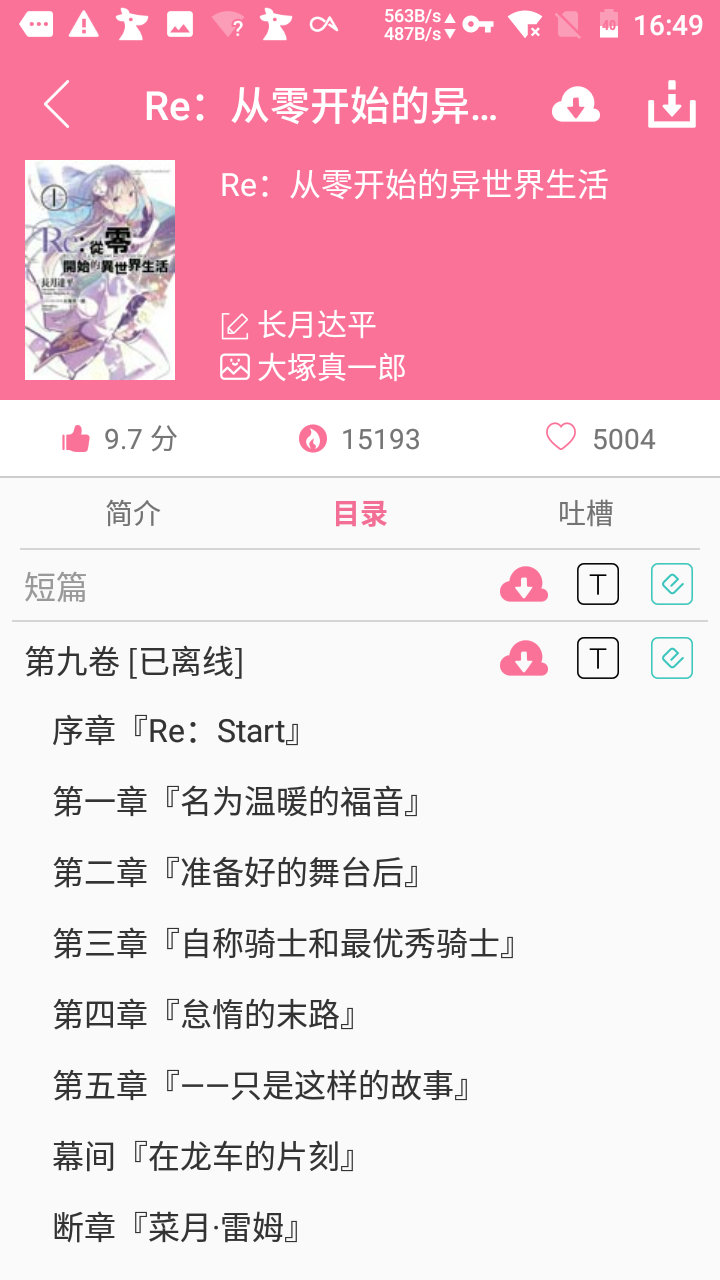 563B/s
487B/s
40
16:49
Re：从零开始的异...
Re：從零
開始的異世界生活
長月達平
Re：从零开始的异世界生活
长月达平
大塚真一郎
9.7 分
15193
5004
简介
目录
吐槽
短篇
T
第九卷 [已离线]
T
序章『Re：Start』
第一章『名为温暖的福音』
第二章『准备好的舞台后』
第三章『自称骑士和最优秀骑士』
第四章『怠惰的末路』
第五章『——只是这样的故事』
幕间『在龙车的片刻』
断章『菜月·雷姆』